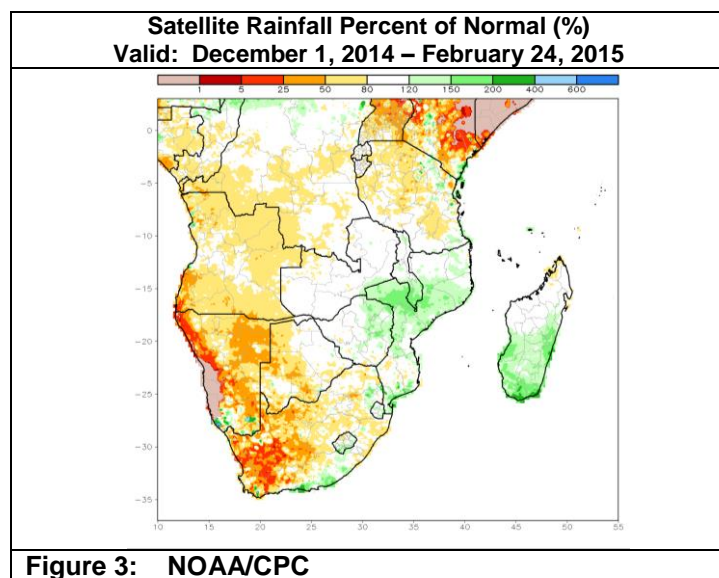 Satellite Rainfall Percent of Normal (%)
Valid: December 1, 2014 – February 24, 2015
1 5 25 50 80 120 150 200 400 600
0
−5
−10
−15
−20
−25
−30
−35
10 15 20 25 30 35 40 45 50 55
Figure 3: NOAA/CPC